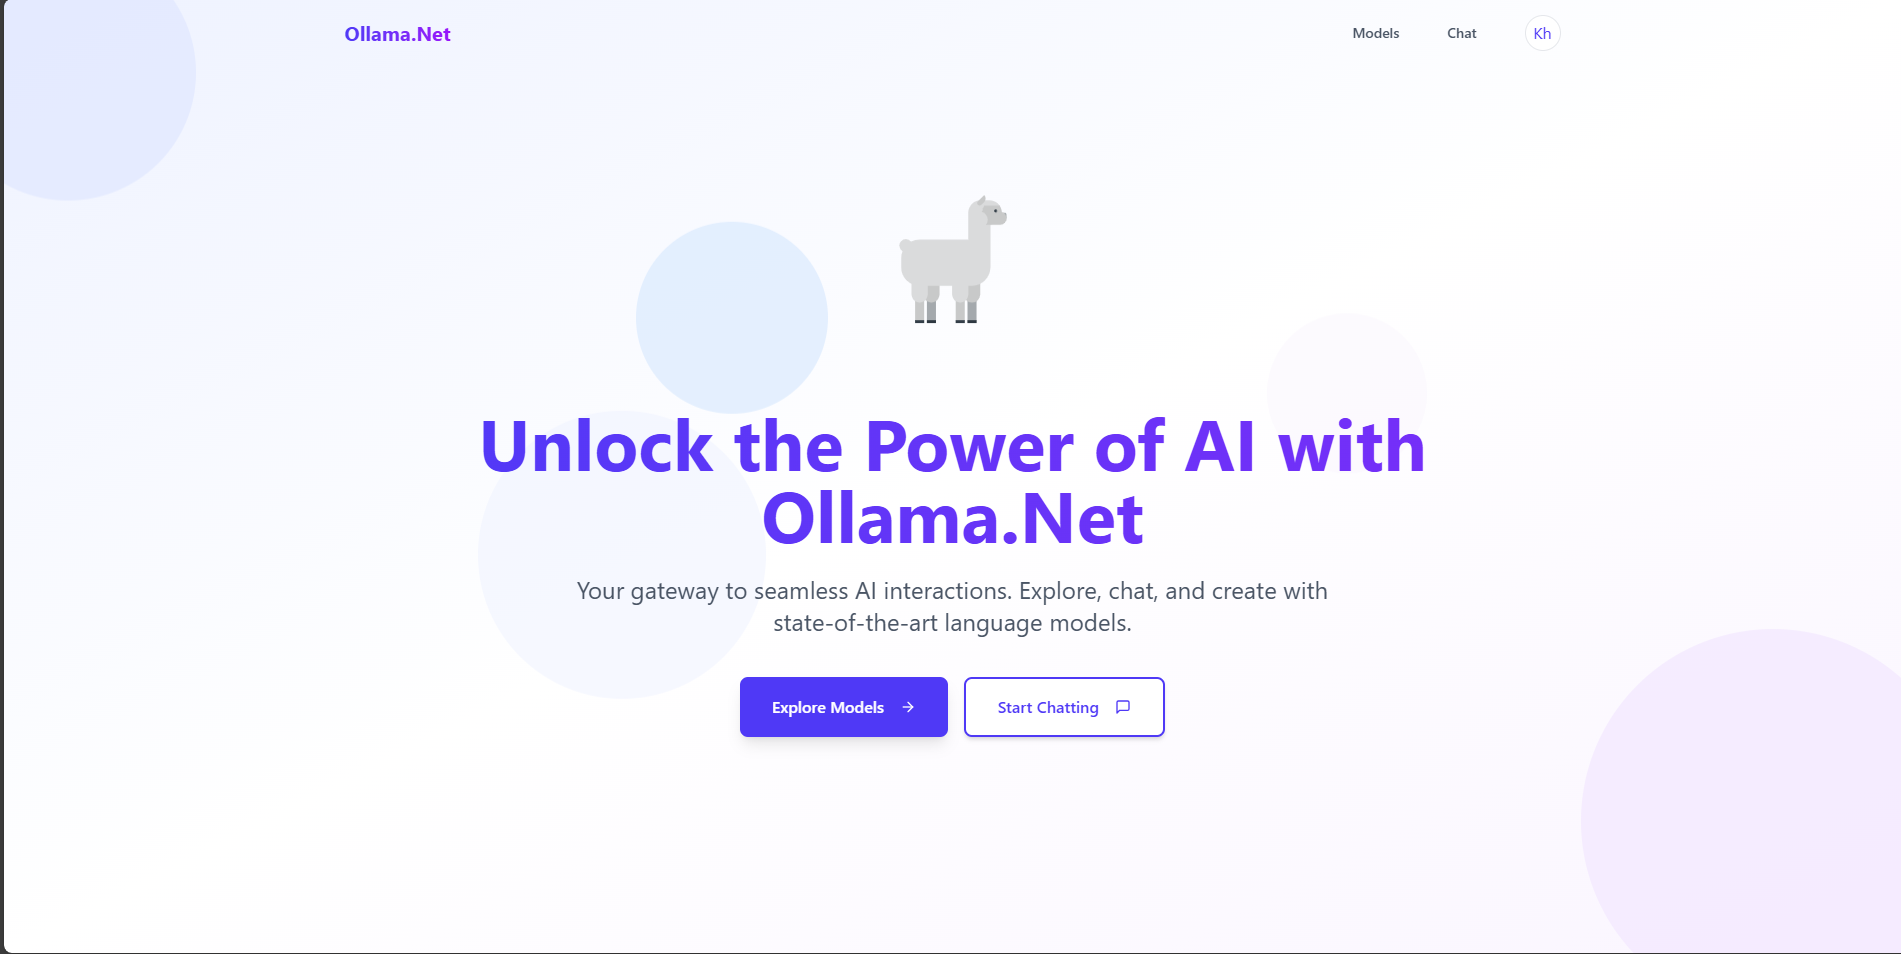 Ollama.Net
Models
Chat
Kh
Unlock the Power of AI with
Ollama.Net
Your gateway to seamless AI interactions. Explore, chat, and create with
state-of-the-art language models.
Explore Models
Start Chatting